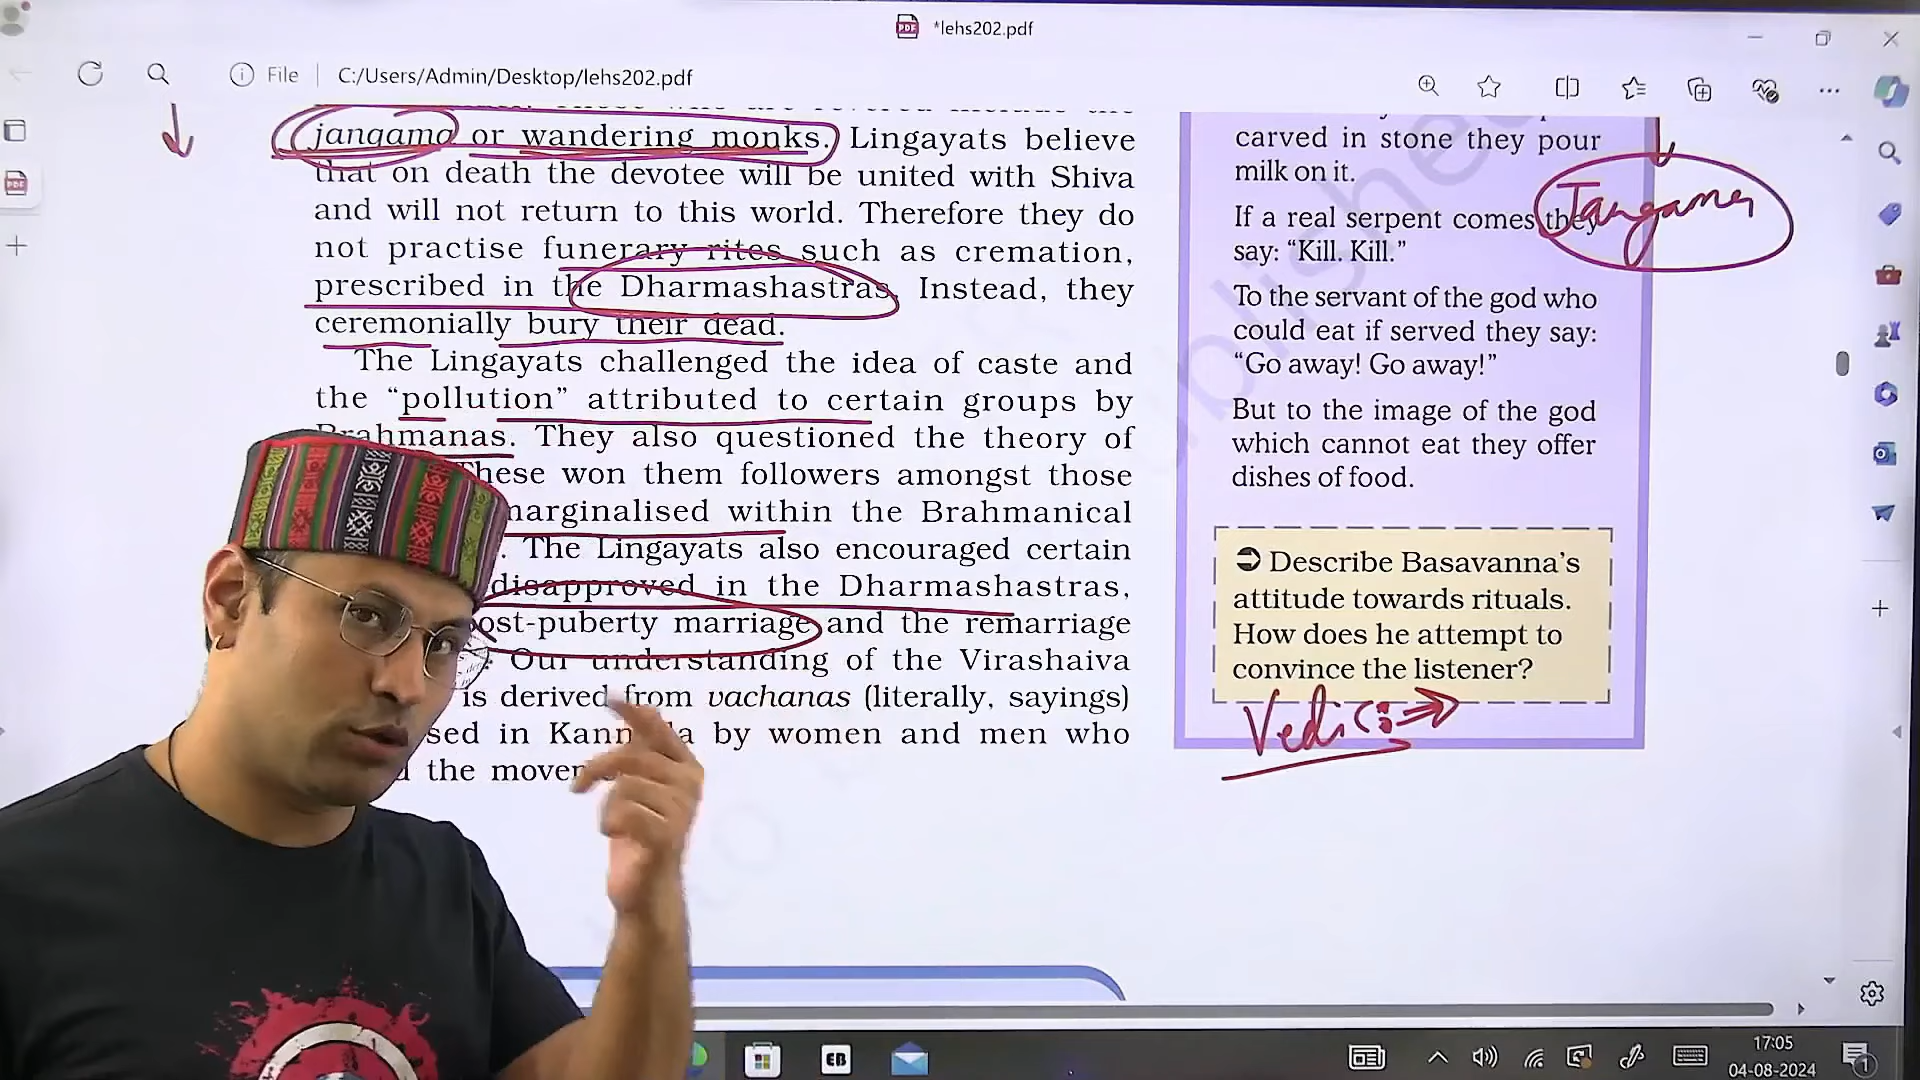 *lehs202.pdf
File
C:/Users/Admin/Desktop/lehs202.pdf
jangama or wandering monks. Lingayats believe
that on death the devotee will be united with Shiva
and will not return to this world. Therefore they do
not practise funerary rites such as cremation,
prescribed in the Dharmashastras. Instead, they
ceremonially bury their dead.
The Lingayats challenged the idea of caste and
the “pollution” attributed to certain groups by
Brahmanas. They also questioned the theory of
These won them followers amongst those
marginalised within the Brahmanical
. The Lingayats also encouraged certain
disapproved in the Dharmashastras,
post-puberty marriage and the remarriage
Our understanding of the Virashaiva
is derived from vachanas (literally, sayings)
sed in Kannada by women and men who
the movem
carved in stone they pour
milk on it.
If a real serpent comes they
say: “Kill. Kill.”
Jangama
To the servant of the god who
could eat if served they say:
“Go away! Go away!”
But to the image of the god
which cannot eat they offer
dishes of food.
➲ Describe Basavanna’s
attitude towards rituals.
How does he attempt to
convince the listener?
Vedic: ⇒
EB
17:05
04-08-2024
1